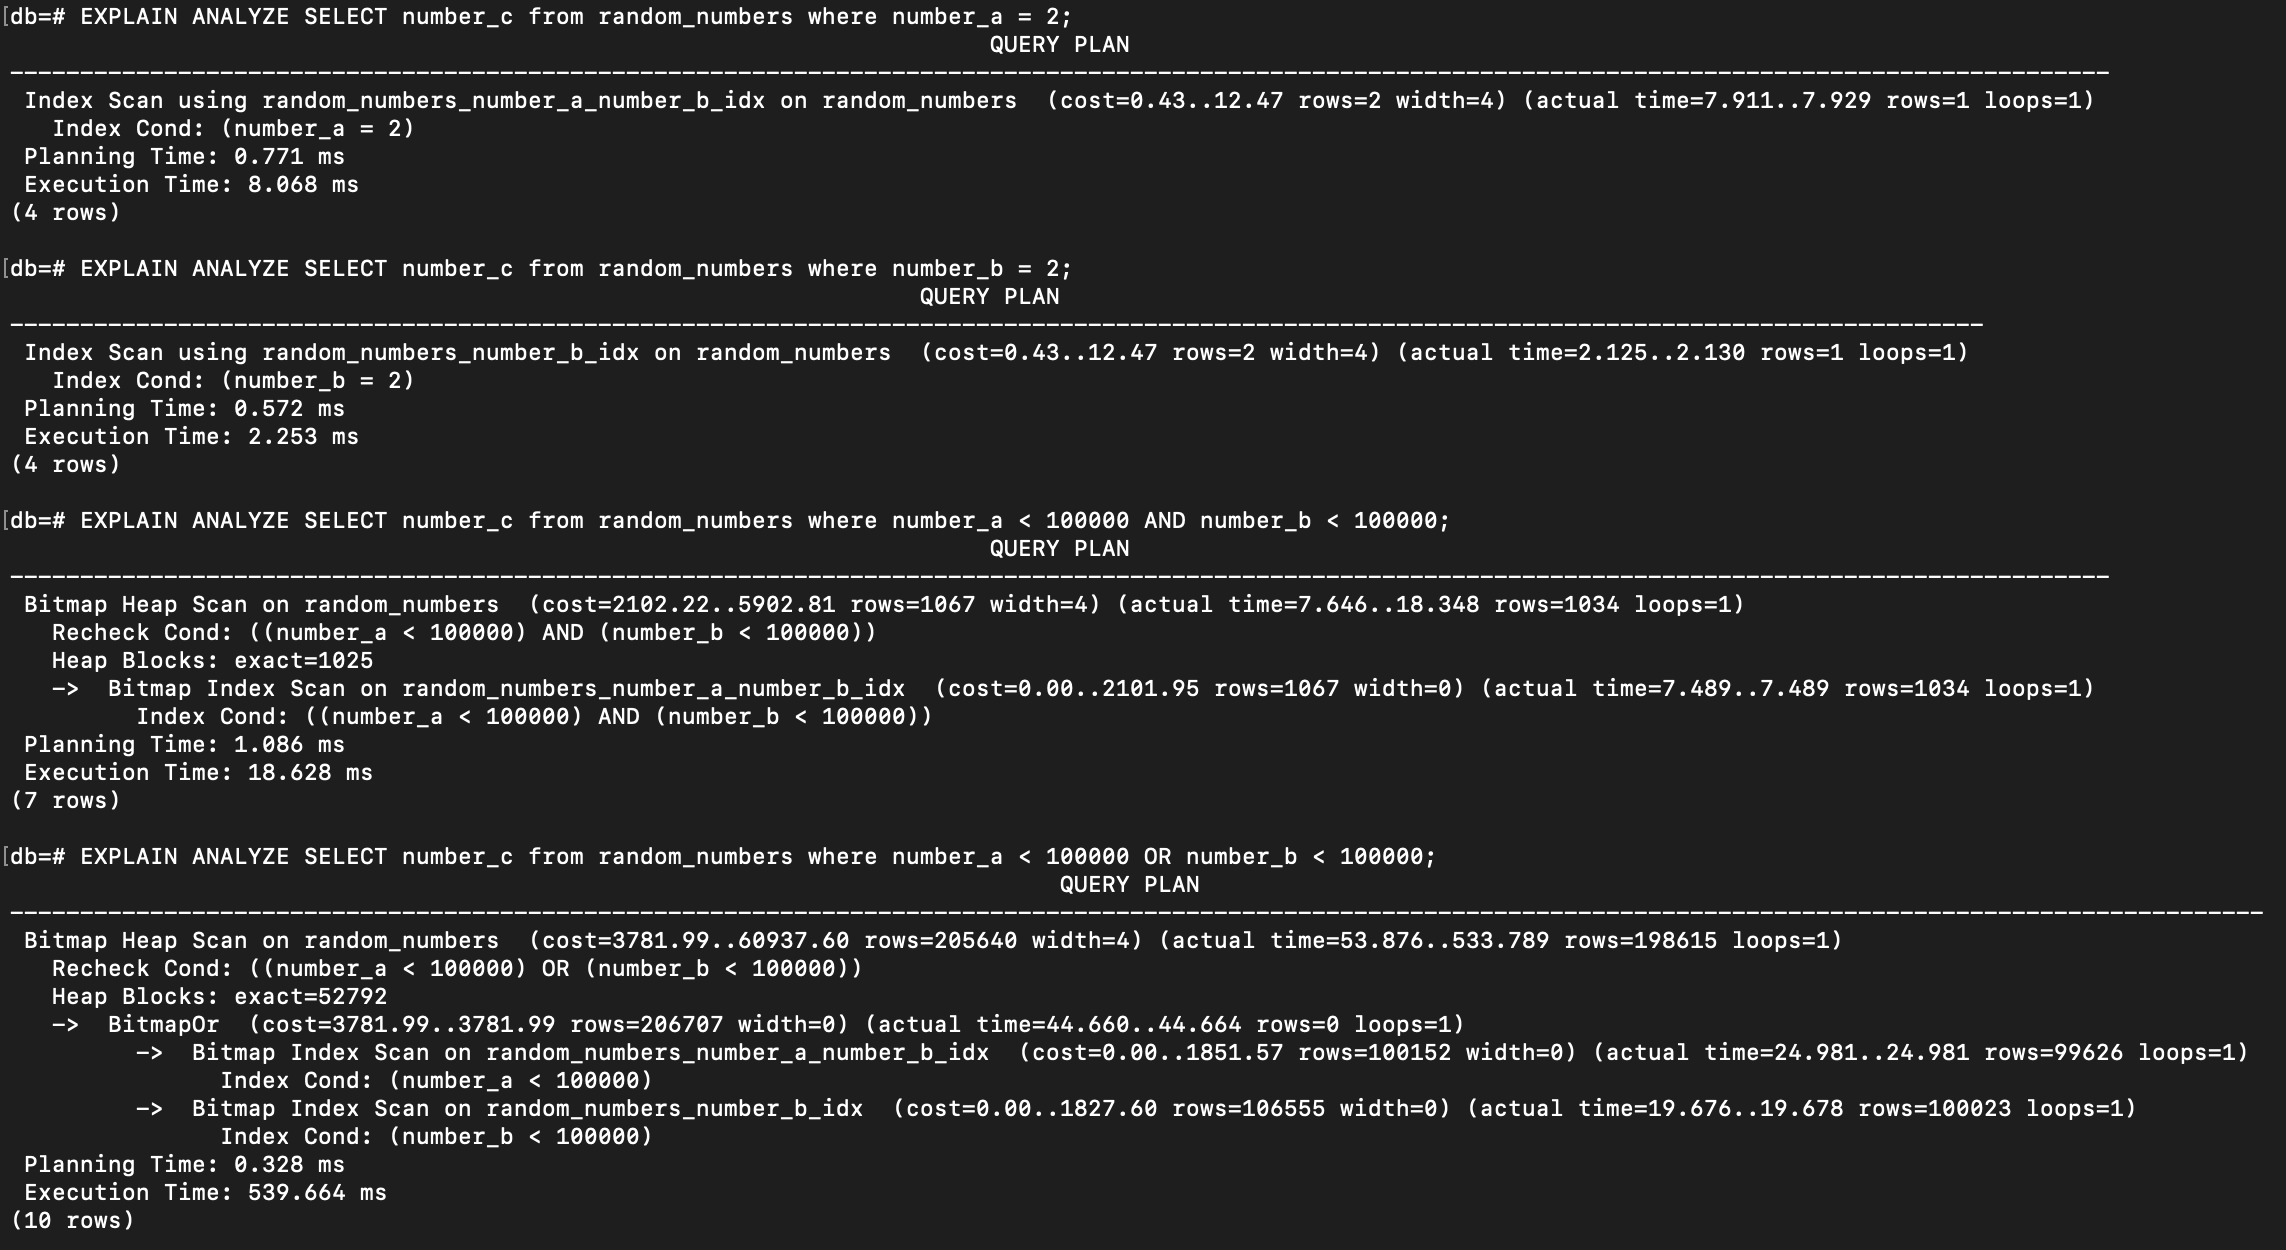 [db=# EXPLAIN ANALYZE SELECT number_c from random_numbers where number_a = 2;
QUERY PLAN
------------------------------------------------------------------------------------------------------------------------------------------------------
Index Scan using random_numbers_number_a_number_b_idx on random_numbers  (cost=0.43..12.47 rows=2 width=4) (actual time=7.911..7.929 rows=1 loops=1)
Index Cond: (number_a = 2)
Planning Time: 0.771 ms
Execution Time: 8.068 ms
(4 rows)
[db=# EXPLAIN ANALYZE SELECT number_c from random_numbers where number_b = 2;
QUERY PLAN
---------------------------------------------------------------------------------------------------------------------------------------------
Index Scan using random_numbers_number_b_idx on random_numbers  (cost=0.43..12.47 rows=2 width=4) (actual time=2.125..2.130 rows=1 loops=1)
Index Cond: (number_b = 2)
Planning Time: 0.572 ms
Execution Time: 2.253 ms
(4 rows)
[db=# EXPLAIN ANALYZE SELECT number_c from random_numbers where number_a < 100000 AND number_b < 100000;
QUERY PLAN
------------------------------------------------------------------------------------------------------------------------------------------------------
Bitmap Heap Scan on random_numbers  (cost=2102.22..5902.81 rows=1067 width=4) (actual time=7.646..18.348 rows=1034 loops=1)
Recheck Cond: ((number_a < 100000) AND (number_b < 100000))
Heap Blocks: exact=1025
->  Bitmap Index Scan on random_numbers_number_a_number_b_idx  (cost=0.00..2101.95 rows=1067 width=0) (actual time=7.489..7.489 rows=1034 loops=1)
Index Cond: ((number_a < 100000) AND (number_b < 100000))
Planning Time: 1.086 ms
Execution Time: 18.628 ms
(7 rows)
[db=# EXPLAIN ANALYZE SELECT number_c from random_numbers where number_a < 100000 OR number_b < 100000;
QUERY PLAN
-----------------------------------------------------------------------------------------------------------------------------------------------------------------
Bitmap Heap Scan on random_numbers  (cost=3781.99..60937.60 rows=205640 width=4) (actual time=53.876..533.789 rows=198615 loops=1)
Recheck Cond: ((number_a < 100000) OR (number_b < 100000))
Heap Blocks: exact=52792
->  BitmapOr  (cost=3781.99..3781.99 rows=206707 width=0) (actual time=44.660..44.664 rows=0 loops=1)
->  Bitmap Index Scan on random_numbers_number_a_number_b_idx  (cost=0.00..1851.57 rows=100152 width=0) (actual time=24.981..24.981 rows=99626 loops=1)
Index Cond: (number_a < 100000)
->  Bitmap Index Scan on random_numbers_number_b_idx  (cost=0.00..1827.60 rows=106555 width=0) (actual time=19.676..19.678 rows=100023 loops=1)
Index Cond: (number_b < 100000)
Planning Time: 0.328 ms
Execution Time: 539.664 ms
(10 rows)